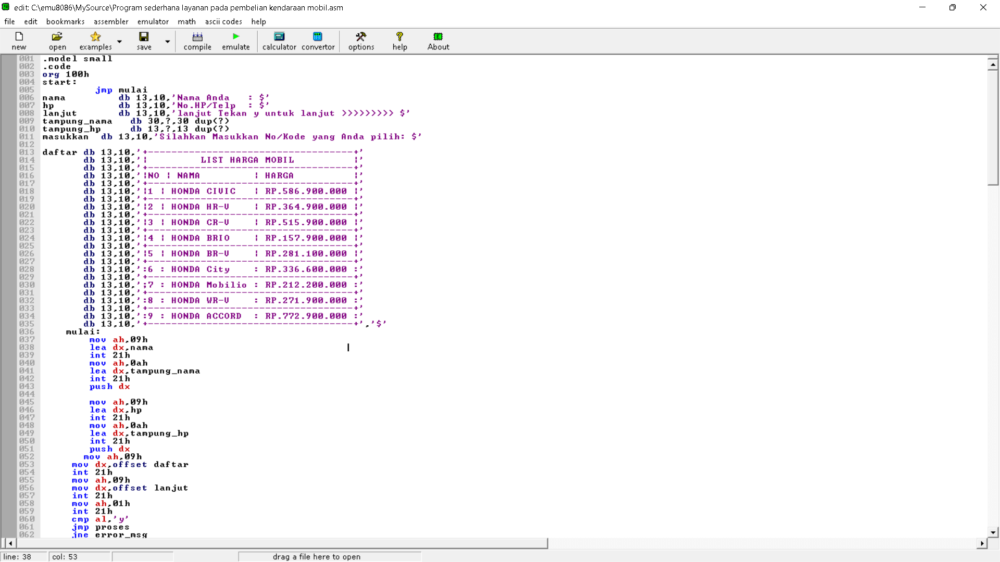 edit: C:\emu8086\MySource\Program sederhana layanan pada pembelian kendaraan mobil.asm
file edit bookmarks assembler emulator math ascii codes help
new open examples save compile emulate calculator convertor options help About
001 .model small
002 .code
003 org 100h
004 start:
005          jmp mulai
006 nama         db 13,10,'Nama Anda   : $'
007 hp           db 13,10,'No.HP/Telp  : $'
008 lanjut       db 13,10,'lanjut Tekan y untuk lanjut >>>>>>>>> $'
009 tampung_nama   db 30,?,30 dup(?)
010 tampung_hp     db 13,?,13 dup(?)
011 masukkan  db 13,10,'Silahkan Masukkan No/Kode yang Anda pilih: $'
012
013 daftar db 13,10,'+-----------------------------------+'
014        db 13,10,'|         LIST HARGA MOBIL          |'
015        db 13,10,'+-----------------------------------+'
016        db 13,10,'|NO | NAMA         | HARGA          |'
017        db 13,10,'+-----------------------------------+'
018        db 13,10,'|1 | HONDA CIVIC   | RP.586.900.000 |'
019        db 13,10,'+-----------------------------------+'
020        db 13,10,'|2 | HONDA HR-V    | RP.364.900.000 |'
021        db 13,10,'+-----------------------------------+'
022        db 13,10,'|3 | HONDA CR-V    | RP.515.900.000 |'
023        db 13,10,'+-----------------------------------+'
024        db 13,10,'|4 | HONDA BRIO    | RP.157.900.000 |'
025        db 13,10,'+-----------------------------------+'
026        db 13,10,'|5 | HONDA BR-V    | RP.281.100.000 |'
027        db 13,10,'+-----------------------------------+'
028        db 13,10,':6 : HONDA City    : RP.336.600.000 :'
029        db 13,10,'+-----------------------------------+'
030        db 13,10,';7 : HONDA Mobilio : RP.212.200.000 :'
031        db 13,10,'+-----------------------------------+'
032        db 13,10,':8 : HONDA WR-V    : RP.271.900.000 :'
033        db 13,10,'+-----------------------------------+'
034        db 13,10,':9 : HONDA ACCORD  : RP.772.900.000 :'
035        db 13,10,'+-----------------------------------+','$'
036     mulai:
037         mov ah,09h
038         lea dx,nama
039         int 21h
040         mov ah,0ah
041         lea dx,tampung_nama
042         int 21h
043         push dx
044
045         mov ah,09h
046         lea dx,hp
047         int 21h
048         mov ah,0ah
049         lea dx,tampung_hp
050         int 21h
051         push dx
052        mov ah,09h
053      mov dx,offset daftar
054      int 21h
055      mov ah,09h
056      mov dx,offset lanjut
057      int 21h
058      mov ah,01h
059      int 21h
060      cmp al,'y'
061      jmp proses
062      jne error_msg
line: 38 col: 53 drag a file here to open